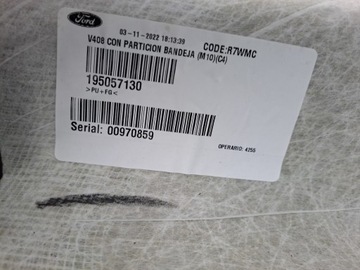 Ford
03-11-2022 18:13:39
CODE:R7WMC
V408 CON PARTICION BANDEJA (M10)(C4)
195057130
>PU+FG<
Serial: 00970859
OPERARIO: 4255